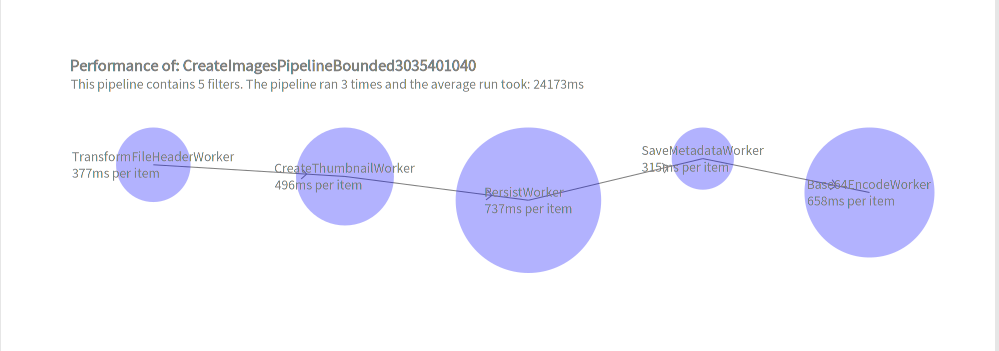 Performance of: CreateImagesPipelineBounded3035401040
This pipeline contains 5 filters. The pipeline ran 3 times and the average run took: 24173ms
TransformFileHeaderWorker
377ms per item
CreateThumbnailWorker
496ms per item
PersistWorker
737ms per item
SaveMetadataWorker
315ms per item
Base64EncodeWorker
658ms per item